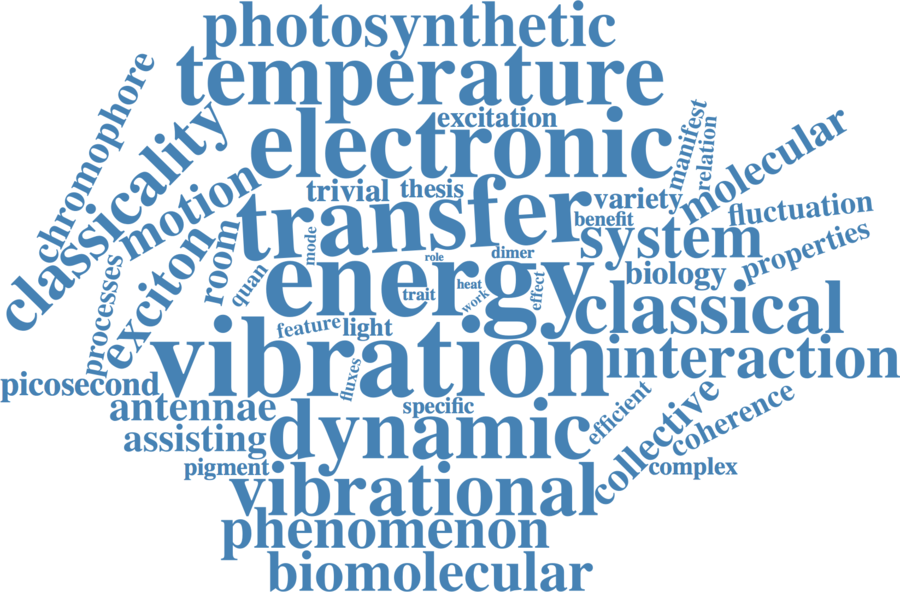 photosynthetic
temperature
chromophore
excitation
electronic
manifest
relation
classicality
motion
molecular
trivial
thesis
variety
transfer
benefit
fluctuation
exciton
room
mode
system
dimer
role
properties
processes
quan
energy
biology
trait
heat
work
effect
classical
feature
light
vibration
interaction
picosecond
fluxes
antennae
specific
efficient
collective
coherence
assisting
dynamic
pigment
complex
vibrational
phenomenon
biomolecular